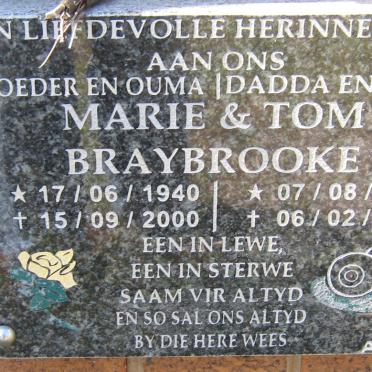 N LIEFDEVOLLE HERINNE
AAN ONS
OEDER EN OUMA | DADDA EN
MARIE & TOM
BRAYBROOKE
★ 17 / 06 / 1940 ★ 07 / 08 /
✝ 15 / 09 / 2000 ✝ 06 / 02 /
EEN IN LEWE,
EEN IN STERWE
SAAM VIR ALTYD
EN SO SAL ONS ALTYD
BY DIE HERE WEES
A